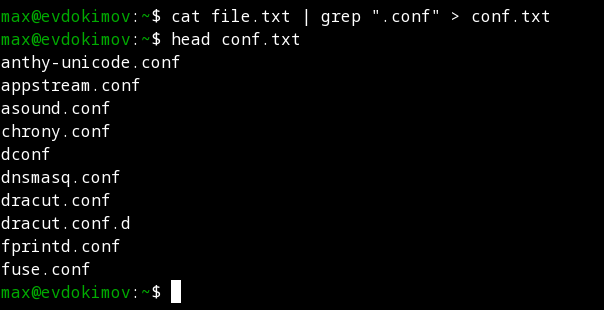 max@evdokimov:~$ cat file.txt | grep ".conf" > conf.txt
max@evdokimov:~$ head conf.txt
anthy-unicode.conf
appstream.conf
asound.conf
chrony.conf
dconf
dnsmasq.conf
dracut.conf
dracut.conf.d
fprintd.conf
fuse.conf
max@evdokimov:~$